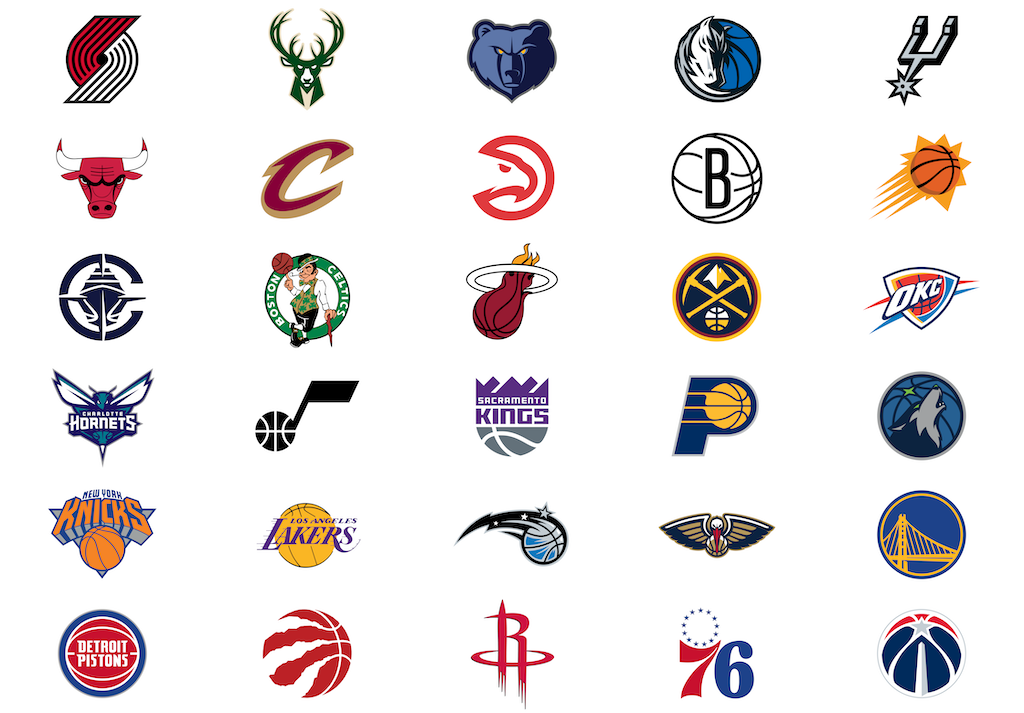 C
B
BOSTON CELTICS
OKC
CHARLOTTE
HORNETS
SACRAMENTO
KINGS
P
NEW YORK
KNICKS
LOS ANGELES
LAKERS
DETROIT
PISTONS
R
76